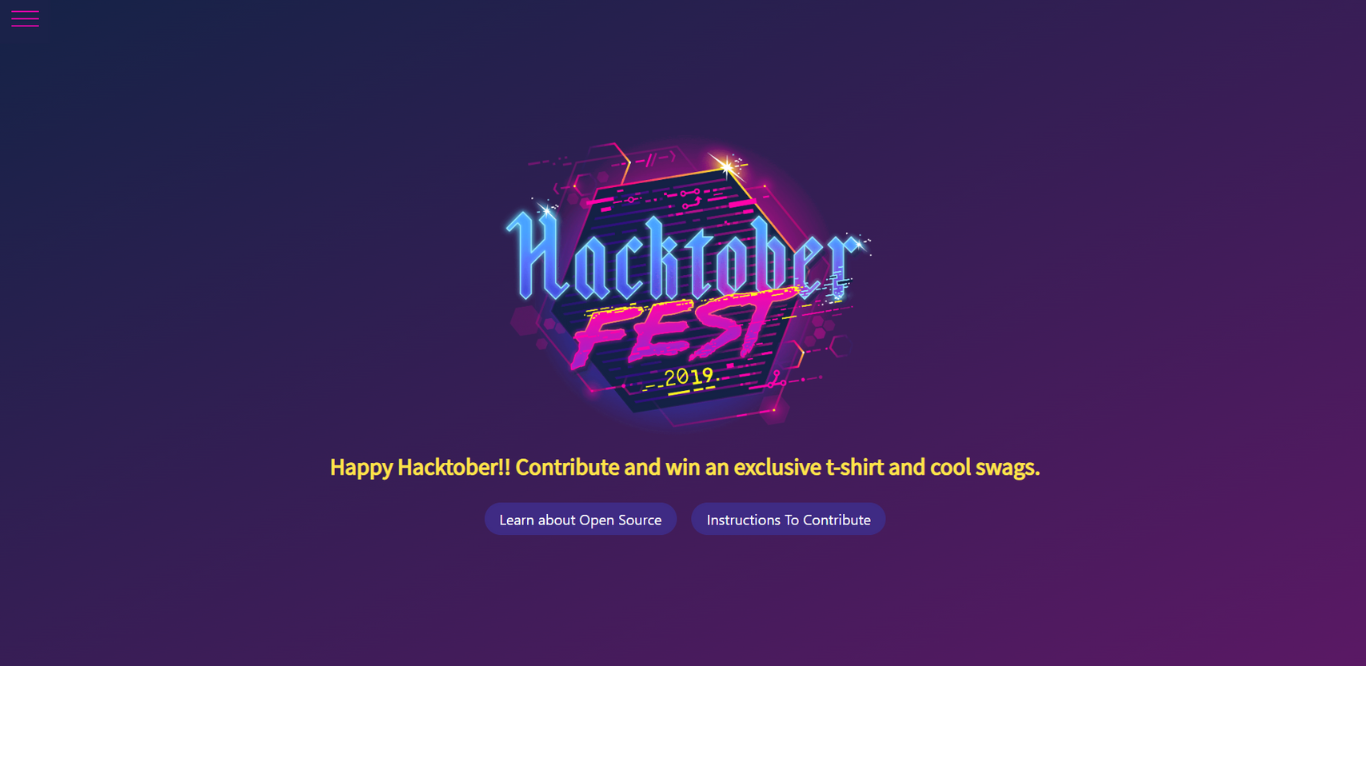 Hacktober
FEST
2019
Happy Hacktober!! Contribute and win an exclusive t-shirt and cool swags.
Learn about Open Source
Instructions To Contribute